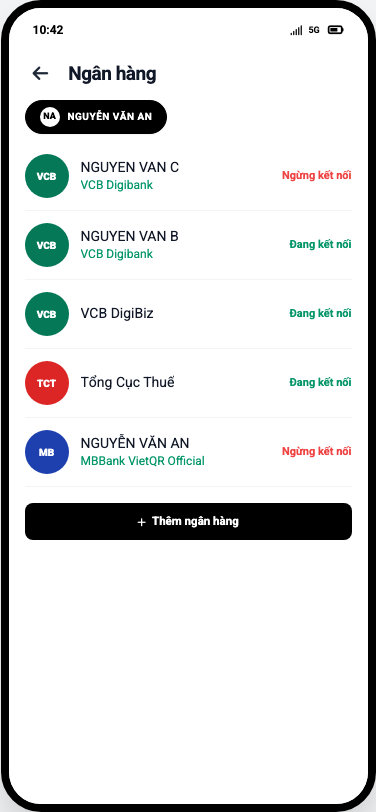 10:42
5G
Ngân hàng
NA NGUYỄN VĂN AN
VCB
NGUYEN VAN C
VCB Digibank
Ngừng kết nối
VCB
NGUYEN VAN B
VCB Digibank
Đang kết nối
VCB
VCB DigiBiz
Đang kết nối
TCT
Tổng Cục Thuế
Đang kết nối
MB
NGUYỄN VĂN AN
MBBank VietQR Official
Ngừng kết nối
+ Thêm ngân hàng